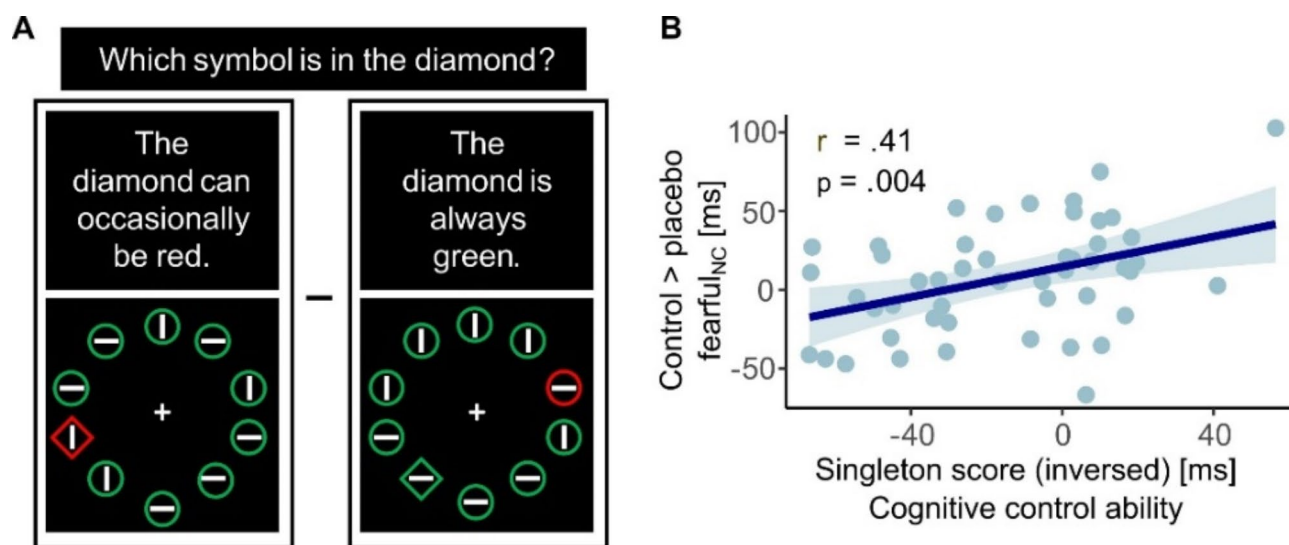 A
Which symbol is in the diamond?
The
diamond can
occasionally
be red.
–
The
diamond is
always
green.
B
r = .41
p = .004
Control > placebo
fearfulNC [ms]
100
50
0
-50
-40
0
40
Singleton score (inversed) [ms]
Cognitive control ability